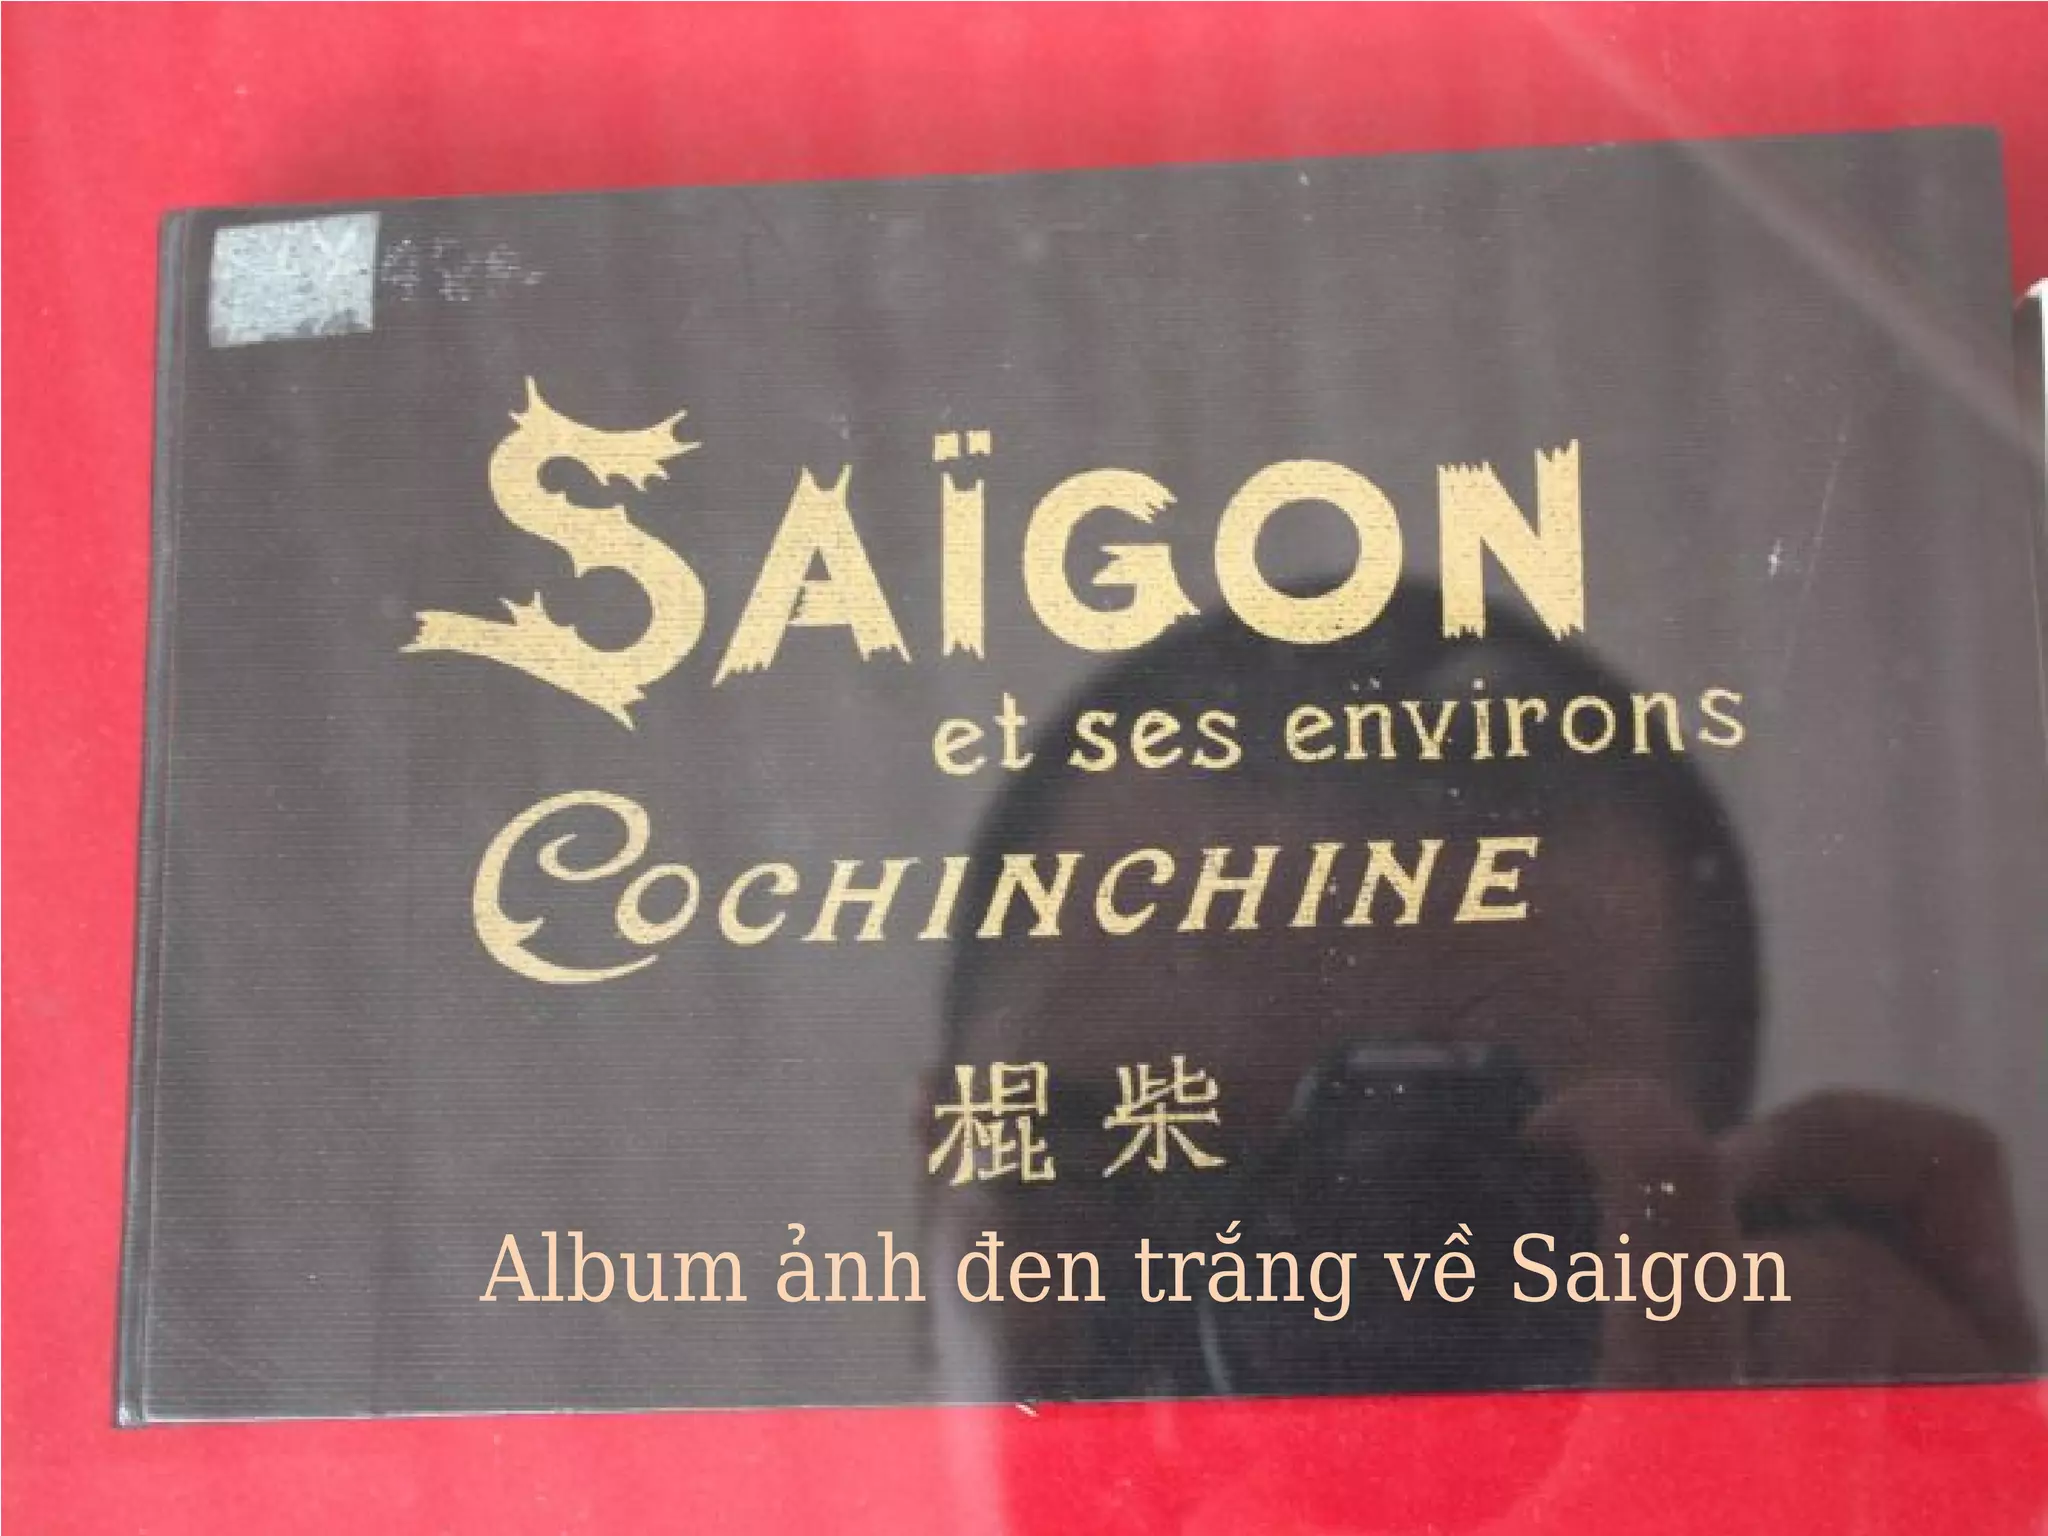 SAÏGON
et ses environs
COCHINCHINE
棍柴
Album ảnh đen trắng về Saigon